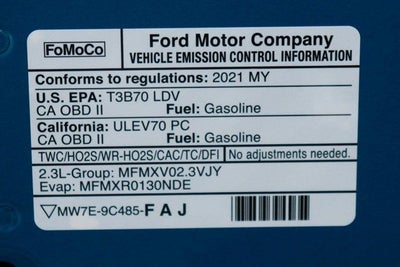 FoMoCo
Ford Motor Company
VEHICLE EMISSION CONTROL INFORMATION
Conforms to regulations: 2021 MY
U.S. EPA: T3B70 LDV
CA OBD II Fuel: Gasoline
California: ULEV70 PC
CA OBD II Fuel: Gasoline
TWC/HO2S/WR-HO2S/CAC/TC/DFI No adjustments needed.
2.3L-Group: MFMXV02.3VJY
Evap: MFMXR0130NDE
MW7E-9C485-FAJ